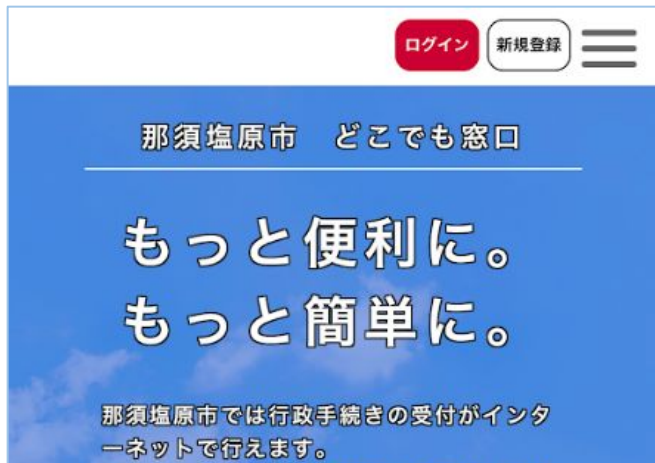 ログイン 新規登録
那須塩原市　どこでも窓口
もっと便利に。
もっと簡単に。
那須塩原市では行政手続きの受付がインタ
ーネットで行えます。